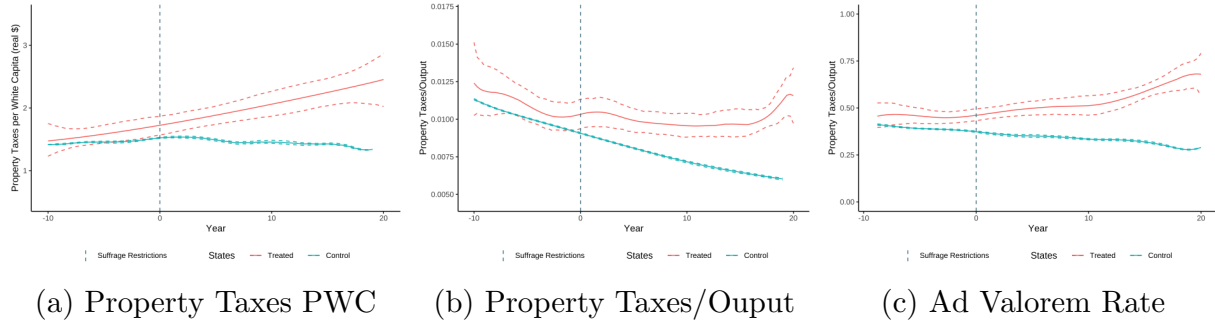 Property Taxes per White Capita (real $)
3
2
1
-10 0 10 20
Year
Suffrage Restrictions States Treated Control
(a) Property Taxes PWC
Property Taxes/Output
0.0175
0.0150
0.0125
0.0100
0.0075
0.0050
-10 0 10 20
Year
Suffrage Restrictions States Treated Control
(b) Property Taxes/Ouput
Property Taxes/Output
1.00
0.75
0.50
0.25
0.00
-10 0 10 20
Year
Suffrage Restrictions States Treated Control
(c) Ad Valorem Rate